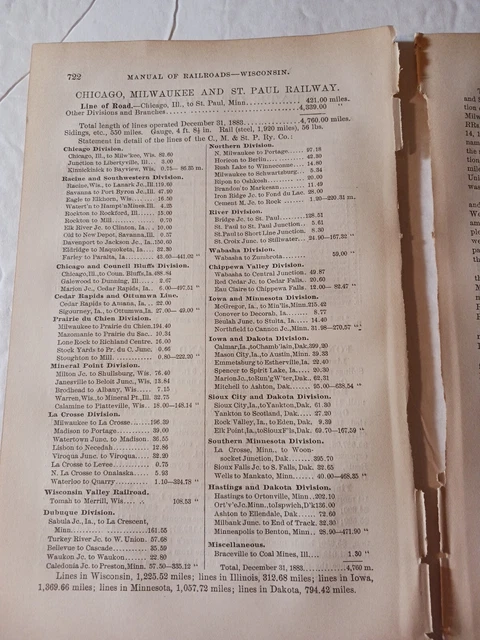 722 MANUAL OF RAILROADS—WISCONSIN.
CHICAGO, MILWAUKEE AND ST. PAUL RAILWAY.
Line of Road.—Chicago, Ill., to St. Paul, Minn. 421.00 miles.
Other Divisions and Branches 4,339.00 "
Total length of lines operated December 31, 1883 4,760.00 miles.
Sidings, etc., 550 miles. Gauge, 4 ft. 8½ in. Rail (steel, 1,920 miles), 56 lbs.
Statement in detail of the lines of the C., M. & St. P. Ry. Co.:
Chicago Division.
Chicago, Ill., to Milw'kee, Wis. 82.60
Junction to Liberty ville, Ill. 3.00
Kinnickinick to Bayview, Wis. 0.75— 86.35 m.
Racine and Southwestern Division.
Racine, Wis., to Lanark Jc. Ill. 119.60
Savanna to Port Byron Jc. Ill. 47.90
Eagle to Elkhorn, Wis. 16.50
Watert'n to Hampt'n Mines, Ill. 4.25
Rockton to Rockford, Ill. 15.00
Rockton to Mill 0.70
Elk River Jc. to Clinton, Ia. 10.00
Old to New Depot, Savanna, Ill. 0.27
Davenport to Jackson Jc., Ia. 150.60
Eldridge to Maquoketa, Ia. 32.80
Farley to Paralta, Ia. 43.60—441.02 "
Chicago and Council Bluffs Division.
Chicago, Ill., to Coun. Bluffs, Ia. 488.84
Galewood to Dunning, Ill. 2.67
Marion Jc., Cedar Rapids, Ia. 6.00—497.51 "
Cedar Rapids and Ottumwa Line.
Cedar Rapids to Amana, Ia. 22.00
Sigourney, Ia., to Ottumwa, Ia. 27.00— 49.00 "
Prairie du Chien Division.
Milwaukee to Prairie du Chien. 194.40
Mazomanie to Prairie du Sac. 10.34
Lone Rock to Richland Centre. 16.00
Stock Yards to Pr. du C. Junc. 0.66
Stoughton to Mill 0.80—222.20 "
Mineral Point Division.
Milton Jc. to Shullsburg, Wis. 76.40
Janesville to Beloit Junc., Wis. 13.84
Brodhead to Albany, Wis. 7.15
Warren, Wis., to Mineral Pt., Ill. 32.75
Calamine to Platteville, Wis. 18.00—148.14 "
La Crosse Division.
Milwaukee to La Crosse 196.39
Madison to Portage 39.00
Watertown Junc. to Madison 36.55
Lisbon to Necedah 12.86
Viroqua Junc. to Viroqua 32.20
La Crosse to Levee 0.75
N. La Crosse to Onalaska 5.93
Waterloo to Quarry 1.10—324.78 "
Wisconsin Valley Railroad.
Tomah to Merrill, Wis. 108.53 "
Dubuque Division.
Sabula Jc., Ia., to La Crescent,
Minn. 161.55
Turkey River Jc. to W. Union. 57.68
Bellevue to Cascade 35.59
Waukon Jc. to Waukon 22.80
Caledonia Jc. to Preston, Minn. 57.50—335.12 "
Northern Division.
N. Milwaukee to Portage 97.16
Horicon to Berlin 42.80
Rush Lake to Winneconne 14.80
Milwaukee to Schwartzburg 5.34
Ripon to Oshkosh
Brandon to Markesan 11.49
Iron Ridge Jc. to Fond du Lac. 28.00
Cement M. Jc. to Rock 1.20—220.31 m.
River Division.
Bridge Jc. to St. Paul 128.51
St. Paul to St. Paul Junction 5.61
St. Paul to Short Line Junction 8.30
St. Croix Junc. to Stillwater 24.90—167.32 "
Wabasha Division.
Wabasha to Zumbrota 59.00 "
Chippewa Valley Division.
Wabasha to Central Junction. 49.87
Red Cedar Jc. to Cedar Falls. 20.60
Eau Claire to Chippewa Falls. 12.00— 82.47 "
Iowa and Minnesota Division.
McGregor, Ia., to Min'lis, Minn. 215.42
Conover to Decorah, Ia. 8.77
Beulah Junc. to Stulta, Ia. 14.40
Northfield to Cannon Jc., Minn. 31.98—270.57 "
Iowa and Dakota Division.
Calmar, Ia., to Chamb'lain, Dak. 399.20
Mason City, Ia., to Austin, Minn. 39.33
Emmetsburg to Estherville, Ia. 22.40
Spencer to Spirit Lake, Ia. 20.30
Marion Jc., to Run'g W'ter, Dak. 62.31
Mitchell to Ashton, Dak. 95.00—638.54 "
Sioux City and Dakota Division.
Sioux City, Ia., to Yankton, Dak. 61.30
Yankton to Scotland, Dak. 27.20
Rock Valley, Ia., to Eden, Dak. 9.39
Elk Point, Ia., to Sioux F'ls, Dak. 69.70—167.59 "
Southern Minnesota Division.
La Crosse, Minn., to Woon-
socket Junction, Dak. 395.70
Sioux Falls Jc. to S. Falls, Dak. 32.65
Wells to Mankato, Minn. 40.00—468.35 "
Hastings and Dakota Division.
Hastings to Ortonville, Minn. 202.10
Ort'v'e Jc. Minn., to Ipswich, D'k 136.00
Ashton to Ellendale, Dak. 72.60
Milbank Junc. to End of Track. 32.30
Minneapolis to Benton, Minn. 28.90—471.90 "
Miscellaneous.
Braceville to Coal Mines, Ill. 1.30 "
Total, December 31, 1883 4,760 m.
Lines in Wisconsin, 1,225.52 miles; lines in Illinois, 312.68 miles; lines in Iowa,
1,369.66 miles; lines in Minnesota, 1,057.72 miles; lines in Dakota, 794.42 miles.